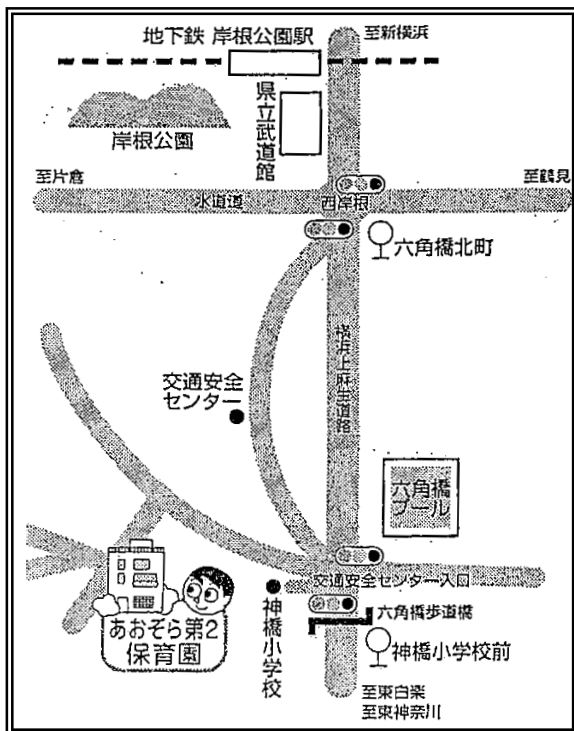 地下鉄 岸根公園駅
至新横浜
県立武道館
岸根公園
至片倉
至鶴見
水道道
西岸根
六角橋北町
横浜上麻生道路
交通安全
センター
六角橋
プール
交通安全センター入口
神橋小学校
六角橋歩道橋
あおぞら第2
保育園
神橋小学校前
至東白楽
至東神奈川